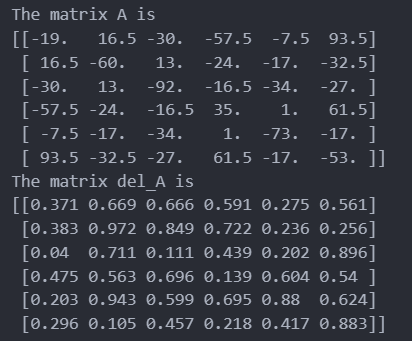 The matrix A is
[[-19.   16.5 -30.  -57.5  -7.5  93.5]
 [ 16.5 -60.   13.  -24.  -17.  -32.5]
 [-30.   13.  -92.  -16.5 -34.  -27. ]
 [-57.5 -24.  -16.5  35.    1.   61.5]
 [ -7.5 -17.  -34.    1.  -73.  -17. ]
 [ 93.5 -32.5 -27.   61.5 -17.  -53. ]]
The matrix del_A is
[[0.371 0.669 0.666 0.591 0.275 0.561]
 [0.383 0.972 0.849 0.722 0.236 0.256]
 [0.04  0.711 0.111 0.439 0.202 0.896]
 [0.475 0.563 0.696 0.139 0.604 0.54 ]
 [0.203 0.943 0.599 0.695 0.88  0.624]
 [0.296 0.105 0.457 0.218 0.417 0.883]]